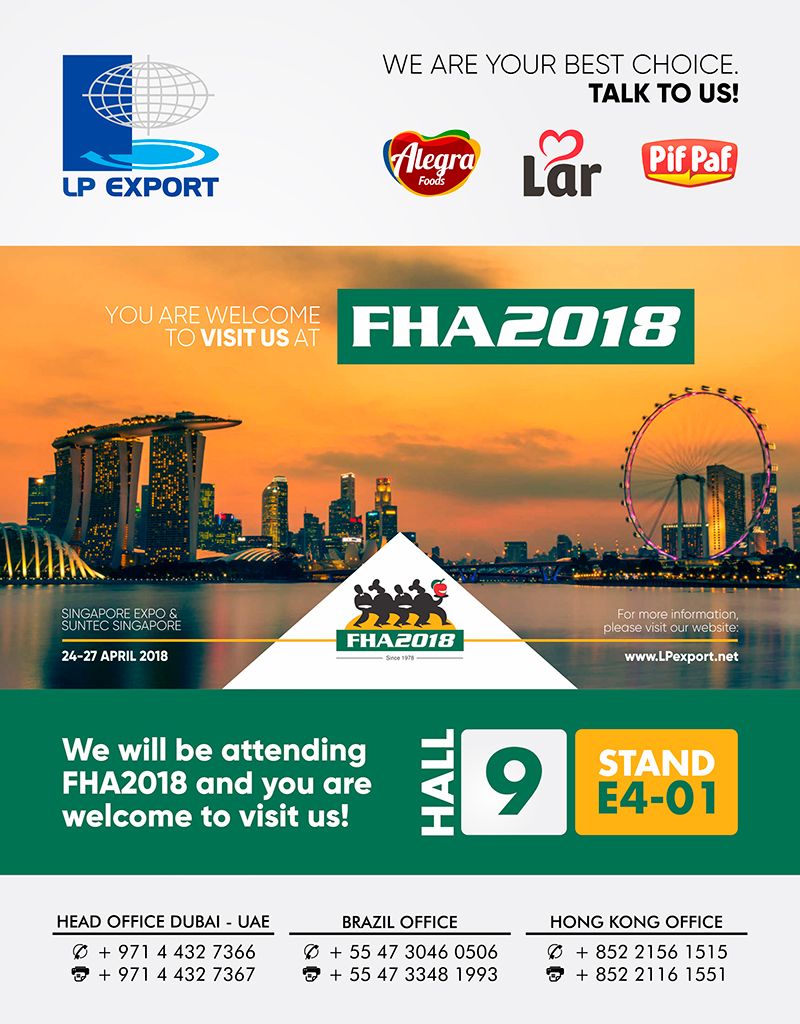 LP EXPORT
WE ARE YOUR BEST CHOICE.
TALK TO US!
Alegra
Foods
Lar
Pif Paf
YOU ARE WELCOME
TO VISIT US AT
FHA2018
SINGAPORE EXPO &
SUNTEC SINGAPORE
24-27 APRIL 2018
FHA2018
Since 1978
For more information,
please visit our website:
www.LPexport.net
We will be attending
FHA2018 and you are
welcome to visit us!
HALL
9
STAND
E4-01
HEAD OFFICE DUBAI - UAE
+ 971 4 432 7366
+ 971 4 432 7367
BRAZIL OFFICE
+ 55 47 3046 0506
+ 55 47 3348 1993
HONG KONG OFFICE
+ 852 2156 1515
+ 852 2116 1551